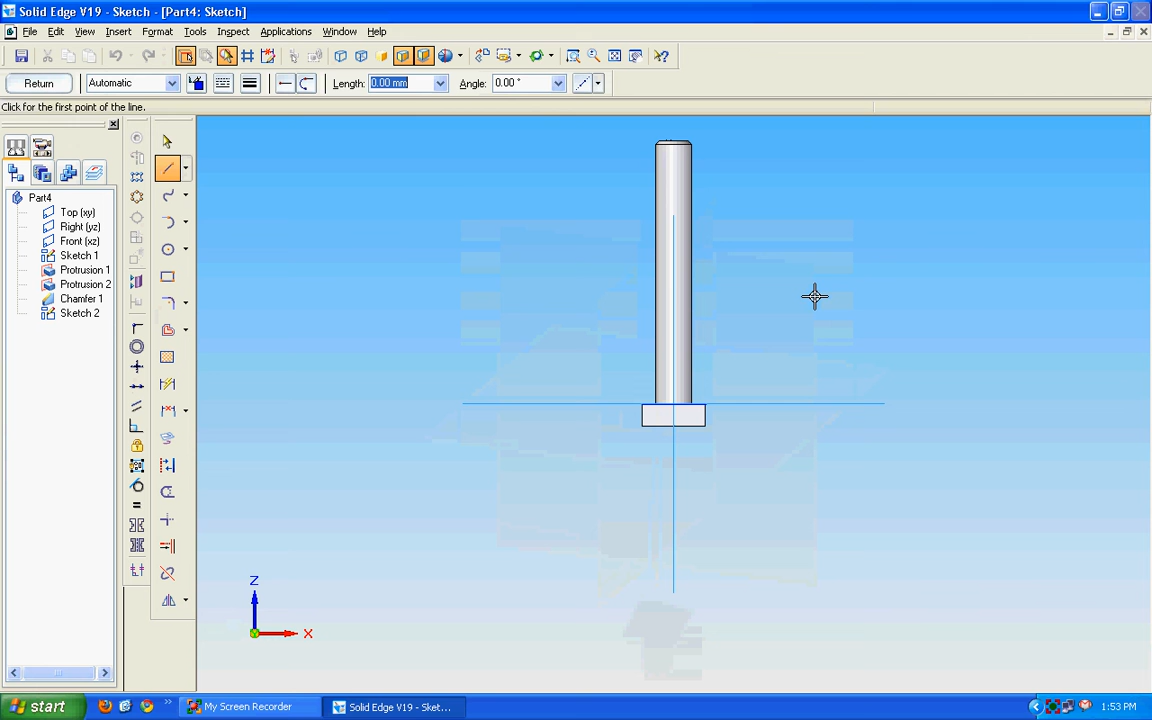 Solid Edge V19 - Sketch - [Part4: Sketch]
File Edit View Insert Format Tools Inspect Applications Window Help
Return Automatic Length: 0.00 mm Angle: 0.00 °
Click for the first point of the line.
Part4
Top (xy)
Right (yz)
Front (xz)
Sketch 1
Protrusion 1
Protrusion 2
Chamfer 1
Sketch 2
Z
X
start My Screen Recorder Solid Edge V19 - Sket... 1:53 PM